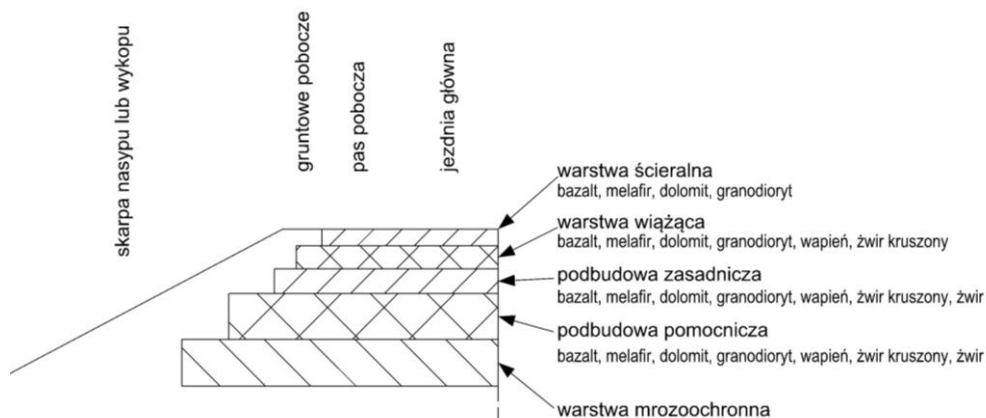 skarpa nasypu lub wykopu
gruntowe pobocze
pas pobocza
jezdnia główna
warstwa ścieralna
bazalt, melafir, dolomit, granodioryt
warstwa wiążąca
bazalt, melafir, dolomit, granodioryt, wapień, żwir kruszony
podbudowa zasadnicza
bazalt, melafir, dolomit, granodioryt, wapień, żwir kruszony, żwir
podbudowa pomocnicza
bazalt, melafir, dolomit, granodioryt, wapień, żwir kruszony, żwir
warstwa mrozoochronna